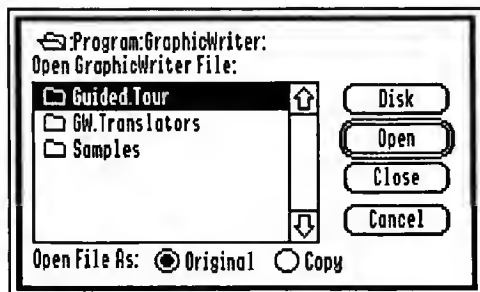 :Program:GraphicWriter:
Open GraphicWriter File:
Guided.Tour
GW.Translators
Samples
Disk
Open
Close
Cancel
Open File As: Original Copy